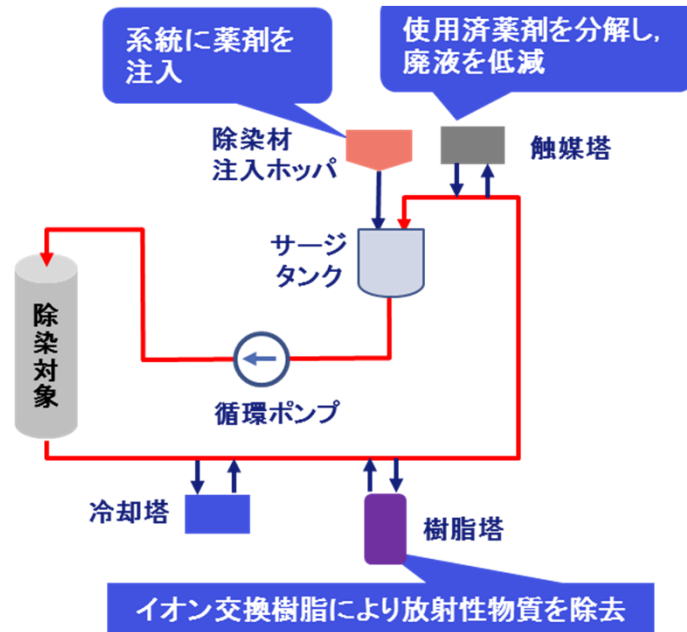 系統に薬剤を
注入
使用済薬剤を分解し,
廃液を低減
除染材
注入ホッパ
触媒塔
サージ
タンク
除染対象
循環ポンプ
冷却塔
樹脂塔
イオン交換樹脂により放射性物質を除去